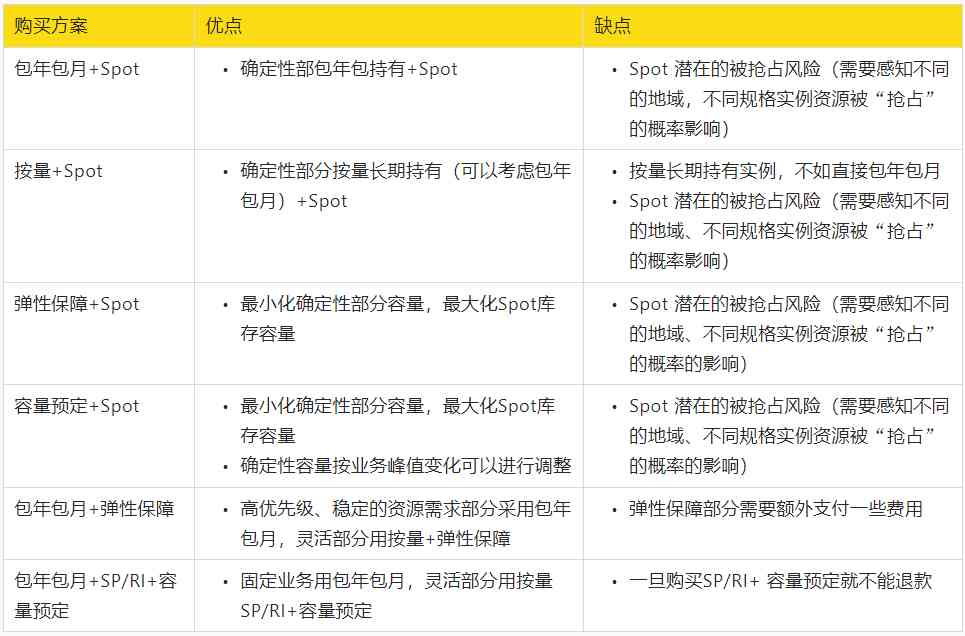 购买方案 优点 缺点
包年包月+Spot
• 确定性部包年包持有+Spot
• Spot 潜在的被抢占风险（需要感知不同
的地域，不同规格实例资源被“抢占”
的概率影响）
按量+Spot
• 确定性部分按量长期持有（可以考虑包年
包月）+Spot
• 按量长期持有实例，不如直接包年包月
• Spot 潜在的被抢占风险（需要感知不同
的地域、不同规格实例资源被“抢占”
的概率影响）
弹性保障+Spot
• 最小化确定性部分容量，最大化Spot库
存容量
• Spot 潜在的被抢占风险（需要感知不同
的地域、不同规格实例资源被“抢占”
的概率的影响）
容量预定+Spot
• 最小化确定性部分容量，最大化Spot库
存容量
• 确定性容量按业务峰值变化可以进行调整
• Spot 潜在的被抢占风险（需要感知不同
的地域、不同规格实例资源被“抢占”
的概率的影响）
包年包月+弹性保障
• 高优先级、稳定的资源需求部分采用包年
包月，灵活部分用按量+弹性保障
• 弹性保障部分需要额外支付一些费用
包年包月+SP/RI+容
量预定
• 固定业务用包年包月，灵活部分用按量
SP/RI+容量预定
• 一旦购买SP/RI+ 容量预定就不能退款